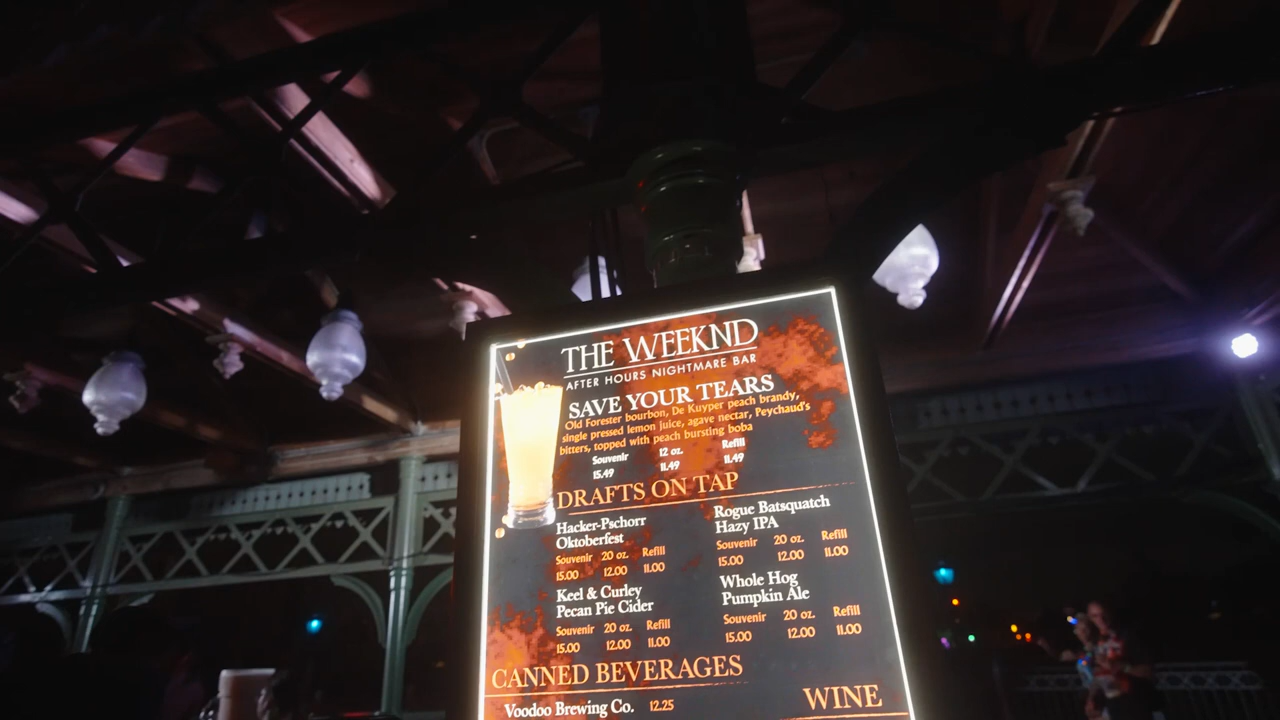 THE WEEKND
AFTER HOURS NIGHTMARE BAR
SAVE YOUR TEARS
Old Forester bourbon, De Kuyper peach brandy,
single pressed lemon juice, agave nectar, Peychaud's
bitters, topped with peach bursting boba
Souvenir 12 oz. Refill
15.49 11.49 11.49
DRAFTS ON TAP
Hacker-Pschorr
Oktoberfest
Souvenir 20 oz. Refill
15.00 12.00 11.00
Rogue Batsquatch
Hazy IPA
Souvenir 20 oz. Refill
15.00 12.00 11.00
Keel & Curley
Pecan Pie Cider
Souvenir 20 oz. Refill
15.00 12.00 11.00
Whole Hog
Pumpkin Ale
Souvenir 20 oz. Refill
15.00 12.00 11.00
CANNED BEVERAGES
Voodoo Brewing Co. 12.25
WINE